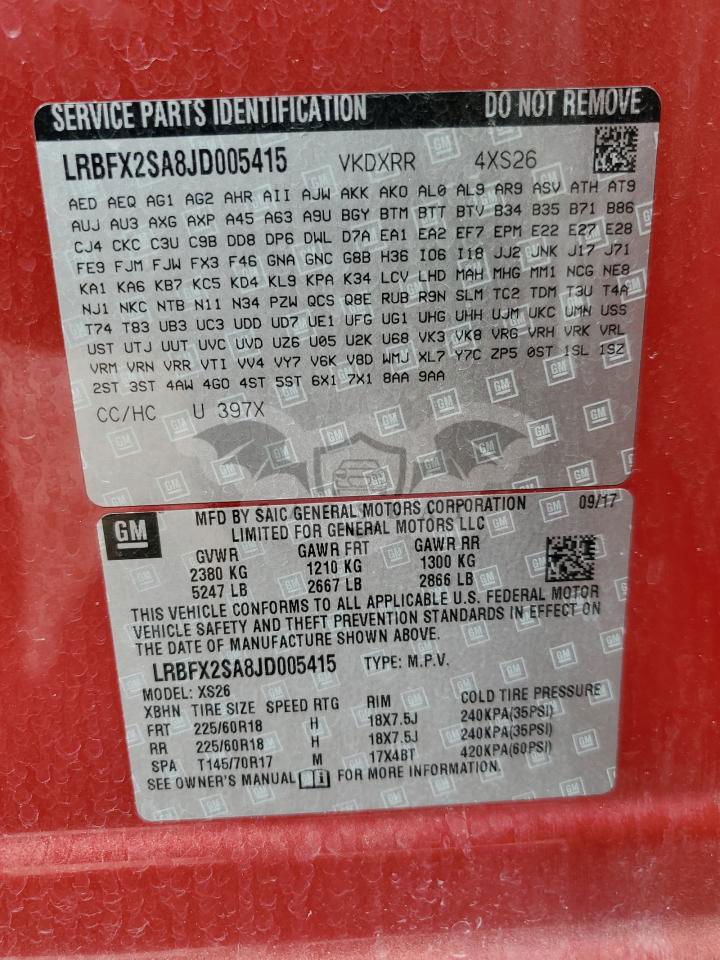 SERVICE PARTS IDENTIFICATION DO NOT REMOVE
LRBFX2SA8JD005415 VKDXRR 4XS26
AED AEQ AG1 AG2 AHR AII AJW AKK AKO AL0 AL9 AR9 ASV ATH AT9
AUJ AU3 AXG AXP A45 A63 A9U BGY BTM BTT BTV B34 B35 B71 B86
CJ4 CKC C3U C9B DD8 DP6 DWL D7A EA1 EA2 EF7 EPM E22 E27 E28
FE9 FJM FJW FX3 F46 GNA GNC G8B H36 I06 I18 JJ2 JNK J17 J71
KA1 KA6 KB7 KC5 KD4 KL9 KPA K34 LCV LHD MAH MHG MM1 NCG NE8
NJ1 NKC NTB N11 N34 PZW QCS Q8E RUB R9N SLM TC2 TDM T3U T4A
T74 T83 UB3 UC3 UDD UD7 UE1 UFG UG1 UHG UHH UJM UKC UMN USS
UST UTJ UUT UVC UVD UZ6 U05 U2K U68 VK3 VK8 VRG VRH VRK VRL
VRM VRN VRR VTI VV4 VY7 V6K V8D WMJ XL7 Y7C ZP5 0ST 1SL 1SZ
2ST 3ST 4AW 4GO 4ST 5ST 6X1 7X1 8AA 9AA
CC/HC U 397X
GM MFD BY SAIC GENERAL MOTORS CORPORATION 09/17
LIMITED FOR GENERAL MOTORS LLC
GVWR GAWR FRT GAWR RR
2380 KG 1210 KG 1300 KG
5247 LB 2667 LB 2866 LB
THIS VEHICLE CONFORMS TO ALL APPLICABLE U.S. FEDERAL MOTOR
VEHICLE SAFETY AND THEFT PREVENTION STANDARDS IN EFFECT ON
THE DATE OF MANUFACTURE SHOWN ABOVE.
LRBFX2SA8JD005415 TYPE: M.P.V.
MODEL: XS26
XBHN TIRE SIZE SPEED RTG RIM COLD TIRE PRESSURE
FRT 225/60R18 H 18X7.5J 240KPA(35PSI)
RR 225/60R18 H 18X7.5J 240KPA(35PSI)
SPA T145/70R17 M 17X4BT 420KPA(60PSI)
SEE OWNER'S MANUAL FOR MORE INFORMATION.